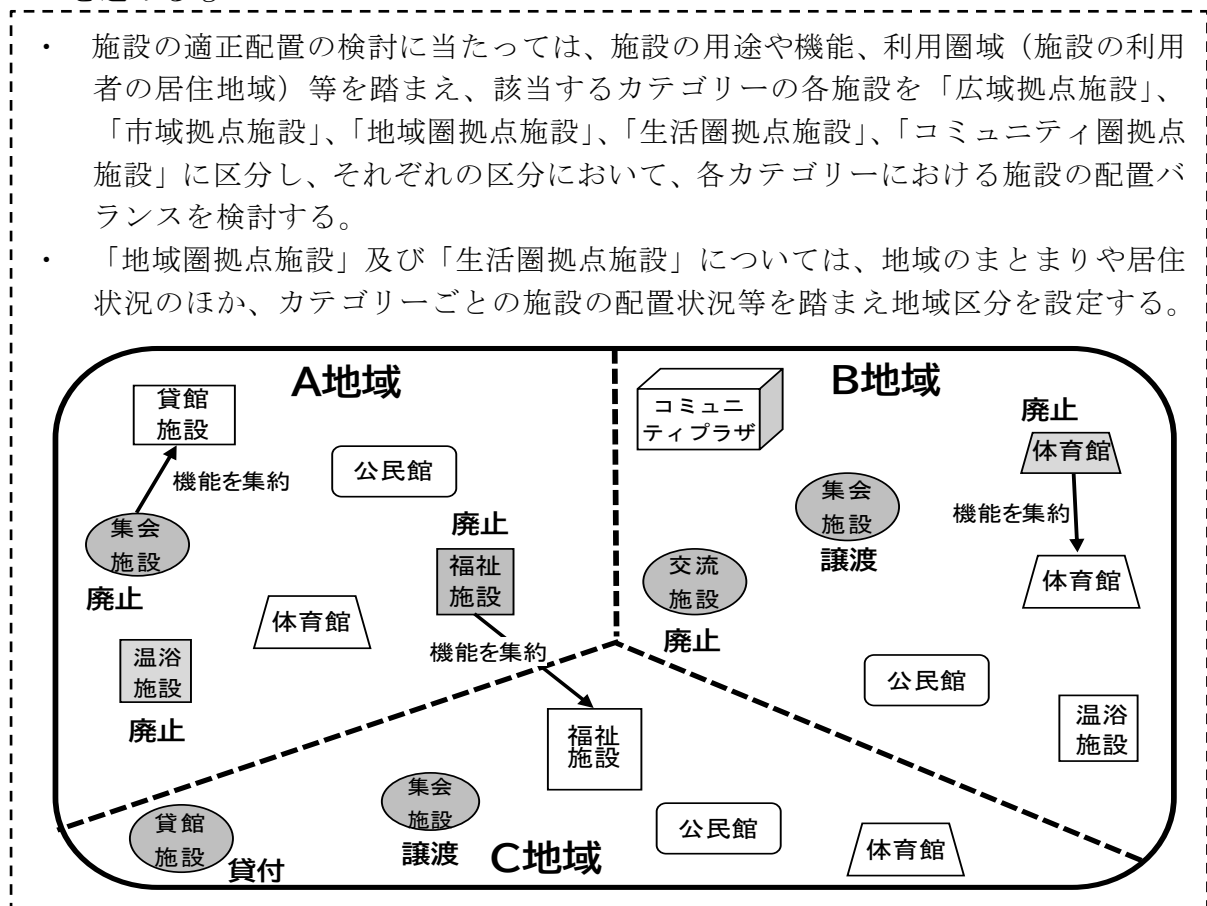 ・ 施設の適正配置の検討に当たっては、施設の用途や機能、利用圏域（施設の利用
者の居住地域）等を踏まえ、該当するカテゴリーの各施設を「広域拠点施設」、
「市域拠点施設」、「地域圏拠点施設」、「生活圏拠点施設」、「コミュニティ圏拠点
施設」に区分し、それぞれの区分において、各カテゴリーにおける施設の配置バ
ランスを検討する。
・ 「地域圏拠点施設」及び「生活圏拠点施設」については、地域のまとまりや居住
状況のほか、カテゴリーごとの施設の配置状況等を踏まえ地域区分を設定する。
A地域
貸館
施設
機能を集約
集会
施設
廃止
公民館
廃止
福祉
施設
機能を集約
体育館
温浴
施設
廃止
B地域
コミュニ
ティプラザ
廃止
体育館
機能を集約
体育館
集会
施設
譲渡
交流
施設
廃止
公民館
温浴
施設
福祉
施設
集会
施設
譲渡
貸館
施設
貸付
C地域
公民館
体育館